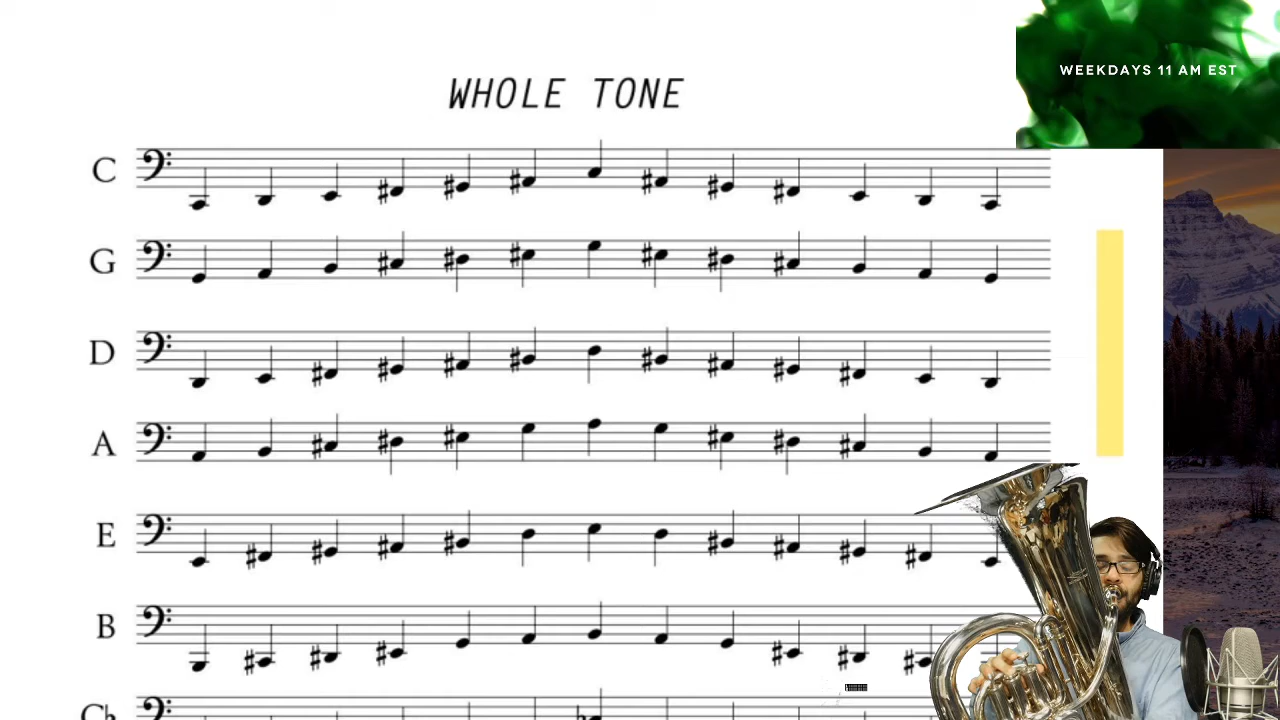 WEEKDAYS 11 AM EST
WHOLE TONE
C
G
D
A
E
B
C♭